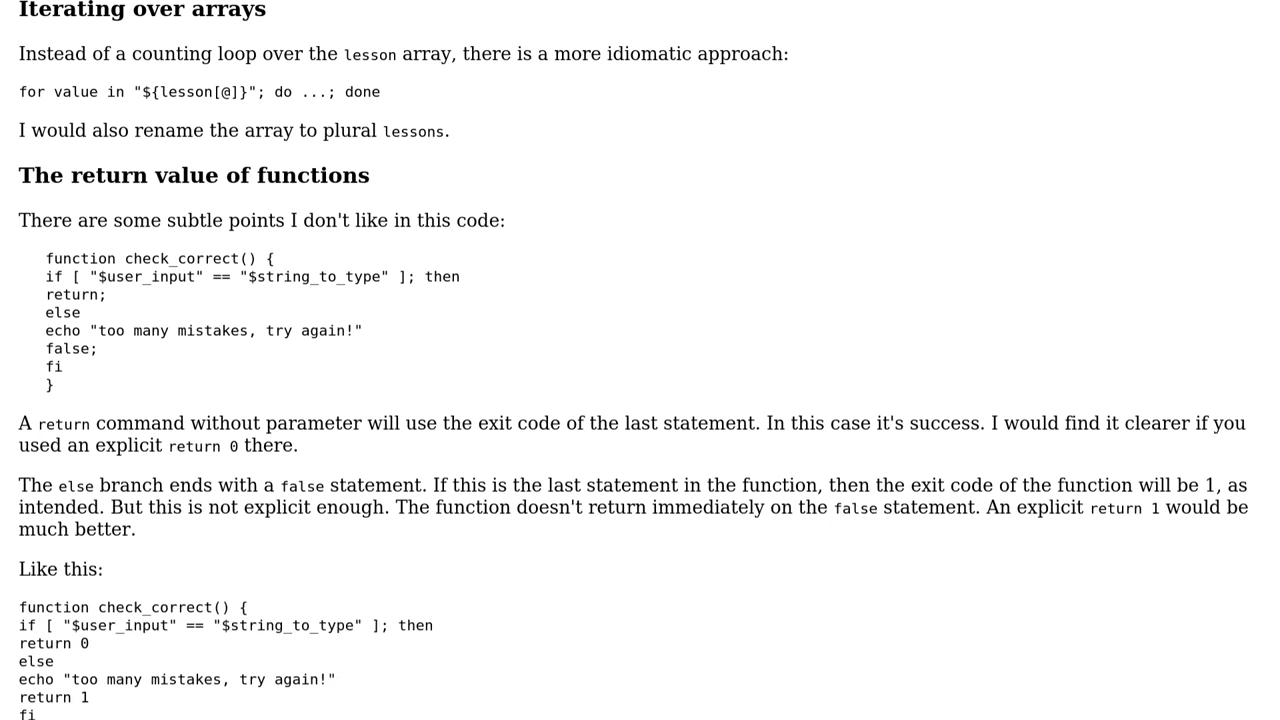 Iterating over arrays
Instead of a counting loop over the lesson array, there is a more idiomatic approach:
for value in "${lesson[@]}"; do ...; done
I would also rename the array to plural lessons.
The return value of functions
There are some subtle points I don't like in this code:
function check_correct() {
if [ "$user_input" == "$string_to_type" ]; then
return;
else
echo "too many mistakes, try again!"
false;
fi
}
A return command without parameter will use the exit code of the last statement. In this case it's success. I would find it clearer if you
used an explicit return 0 there.
The else branch ends with a false statement. If this is the last statement in the function, then the exit code of the function will be 1, as
intended. But this is not explicit enough. The function doesn't return immediately on the false statement. An explicit return 1 would be
much better.
Like this:
function check_correct() {
if [ "$user_input" == "$string_to_type" ]; then
return 0
else
echo "too many mistakes, try again!"
return 1
fi